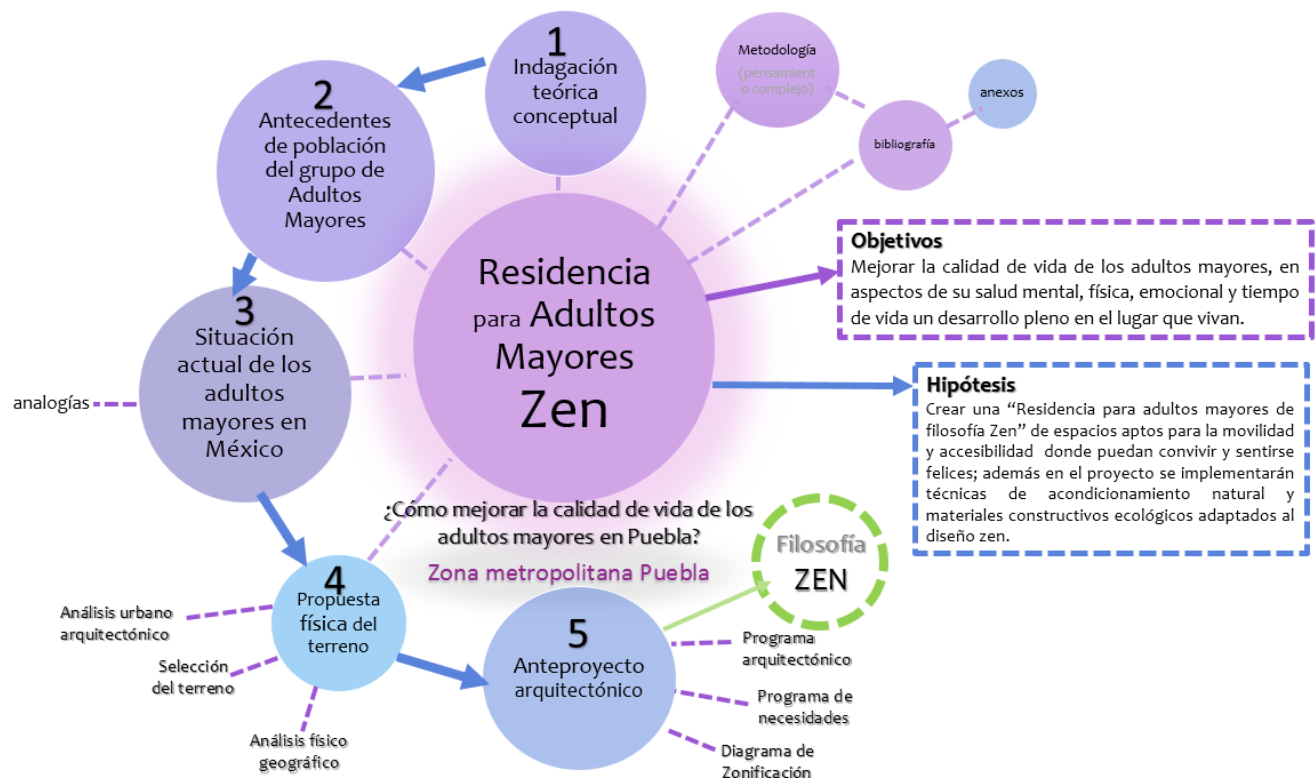 1
Indagación
teórica
conceptual
2
Antecedentes
de población
del grupo de
Adultos
Mayores
3
Situación
actual de los
adultos
mayores en
México
analogías
4
Propuesta
física del
terreno
Análisis urbano
arquitectónico
Selección
del terreno
Análisis físico
geográfico
5
Anteproyecto
arquitectónico
Programa
arquitectónico
Programa de
necesidades
Diagrama de
Zonificación
Filosofía
ZEN
Residencia
para Adultos
Mayores
Zen
¿Cómo mejorar la calidad de vida de los
adultos mayores en Puebla?
Zona metropolitana Puebla
Metodología
(pensamient
o complejo)
bibliografía
anexos
Objetivos
Mejorar la calidad de vida de los adultos mayores, en
aspectos de su salud mental, física, emocional y tiempo
de vida un desarrollo pleno en el lugar que vivan.
Hipótesis
Crear una “Residencia para adultos mayores de
filosofía Zen” de espacios aptos para la movilidad
y accesibilidad donde puedan convivir y sentirse
felices; además en el proyecto se implementarán
técnicas de acondicionamiento natural y
materiales constructivos ecológicos adaptados al
diseño zen.